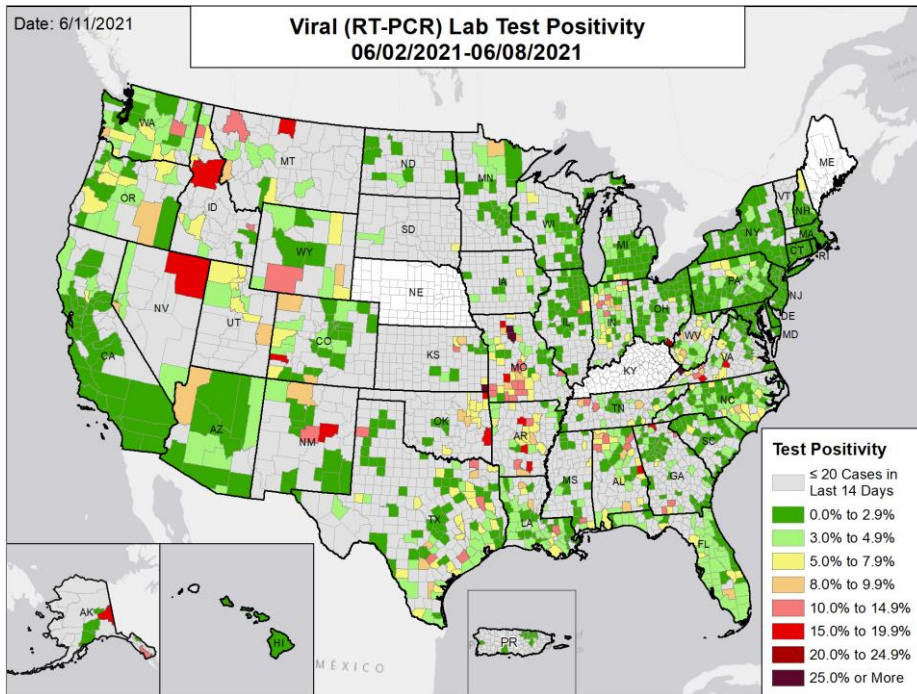 Date: 6/11/2021
Viral (RT-PCR) Lab Test Positivity
06/02/2021-06/08/2021
WA
MT
ND
MN
ME
VT
NH
OR
ID
WY
SD
WI
MI
NY
MA
CT
RI
NV
UT
CO
NE
IA
IL
IN
OH
PA
NJ
DE
MD
WV
VA
CA
KS
MO
KY
NC
TN
AZ
NM
OK
AR
SC
MS
AL
GA
TX
LA
FL
AK
HI
PR
MÉXICO
Test Positivity
≤ 20 Cases in
Last 14 Days
0.0% to 2.9%
3.0% to 4.9%
5.0% to 7.9%
8.0% to 9.9%
10.0% to 14.9%
15.0% to 19.9%
20.0% to 24.9%
25.0% or More